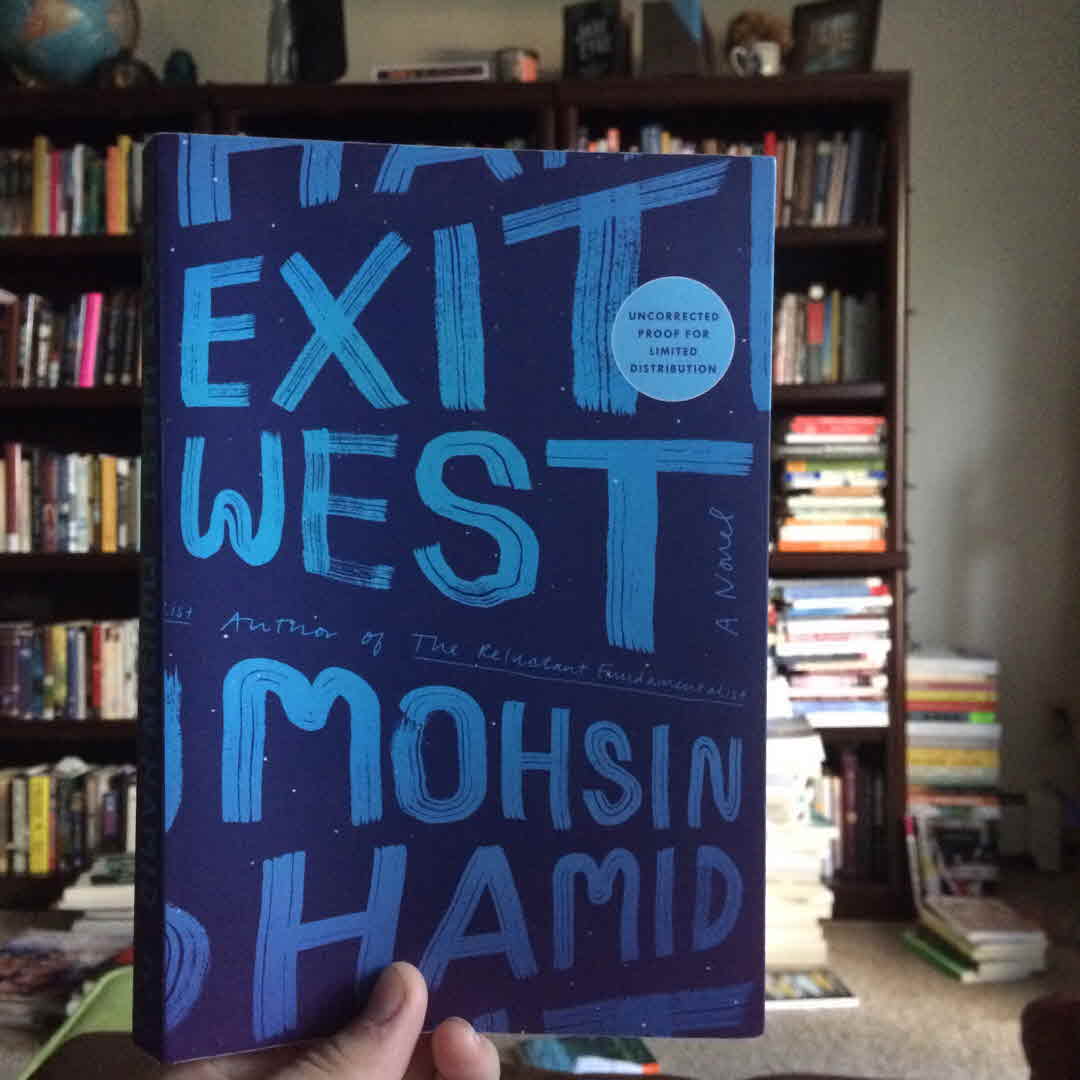 EXIT
UNCORRECTED
PROOF FOR
LIMITED
DISTRIBUTION
WEST
A Novel
Author of The Reluctant Fundamentalist
MOHSIN
HAMID